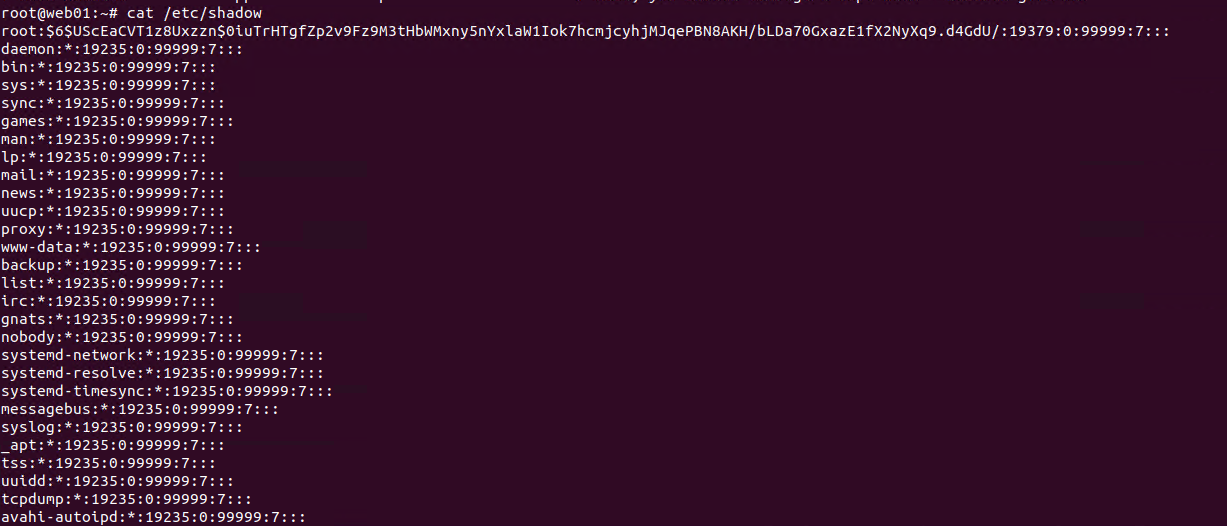 root@web01:~# cat /etc/shadow
root:$6$UScEaCVT1z8Uxzzn$0iuTrHTgfZp2v9Fz9M3tHbWMxny5nYxlaW1Iok7hcmjcyhjMJqePBN8AKH/bLDa70GxazE1fX2NyXq9.d4GdU/:19379:0:99999:7:::
daemon:*:19235:0:99999:7:::
bin:*:19235:0:99999:7:::
sys:*:19235:0:99999:7:::
sync:*:19235:0:99999:7:::
games:*:19235:0:99999:7:::
man:*:19235:0:99999:7:::
lp:*:19235:0:99999:7:::
mail:*:19235:0:99999:7:::
news:*:19235:0:99999:7:::
uucp:*:19235:0:99999:7:::
proxy:*:19235:0:99999:7:::
www-data:*:19235:0:99999:7:::
backup:*:19235:0:99999:7:::
list:*:19235:0:99999:7:::
irc:*:19235:0:99999:7:::
gnats:*:19235:0:99999:7:::
nobody:*:19235:0:99999:7:::
systemd-network:*:19235:0:99999:7:::
systemd-resolve:*:19235:0:99999:7:::
systemd-timesync:*:19235:0:99999:7:::
messagebus:*:19235:0:99999:7:::
syslog:*:19235:0:99999:7:::
_apt:*:19235:0:99999:7:::
tss:*:19235:0:99999:7:::
uuidd:*:19235:0:99999:7:::
tcpdump:*:19235:0:99999:7:::
avahi-autoipd:*:19235:0:99999:7:::